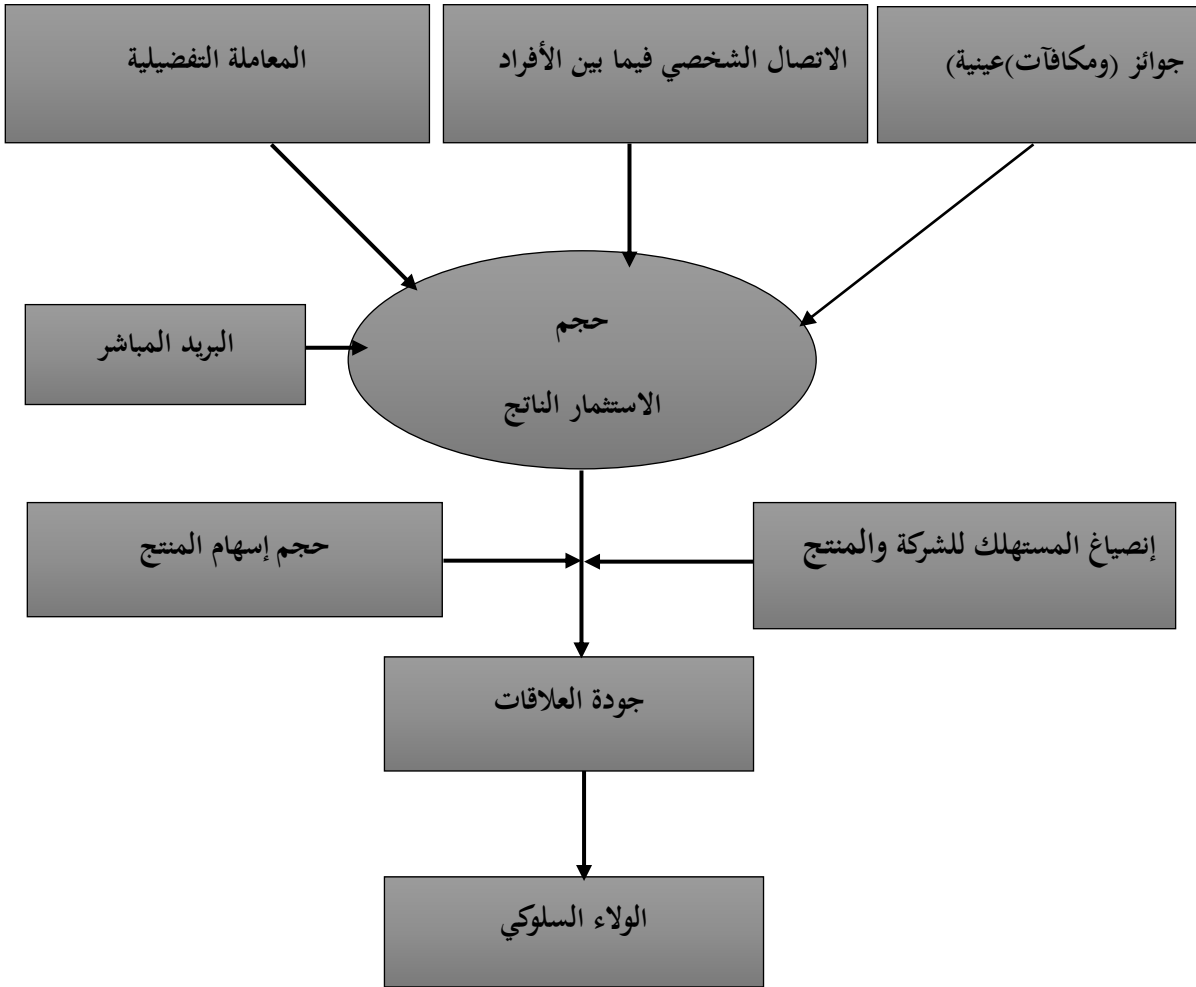 جوائز (ومكافآت)عينية)
الاتصال الشخصي فيما بين الأفراد
المعاملة التفضيلية
حجم
الاستثمار الناتج
البريد المباشر
إنصياغ المستهلك للشركة والمنتج
حجم إسهام المنتج
جودة العلاقات
الولاء السلوكي